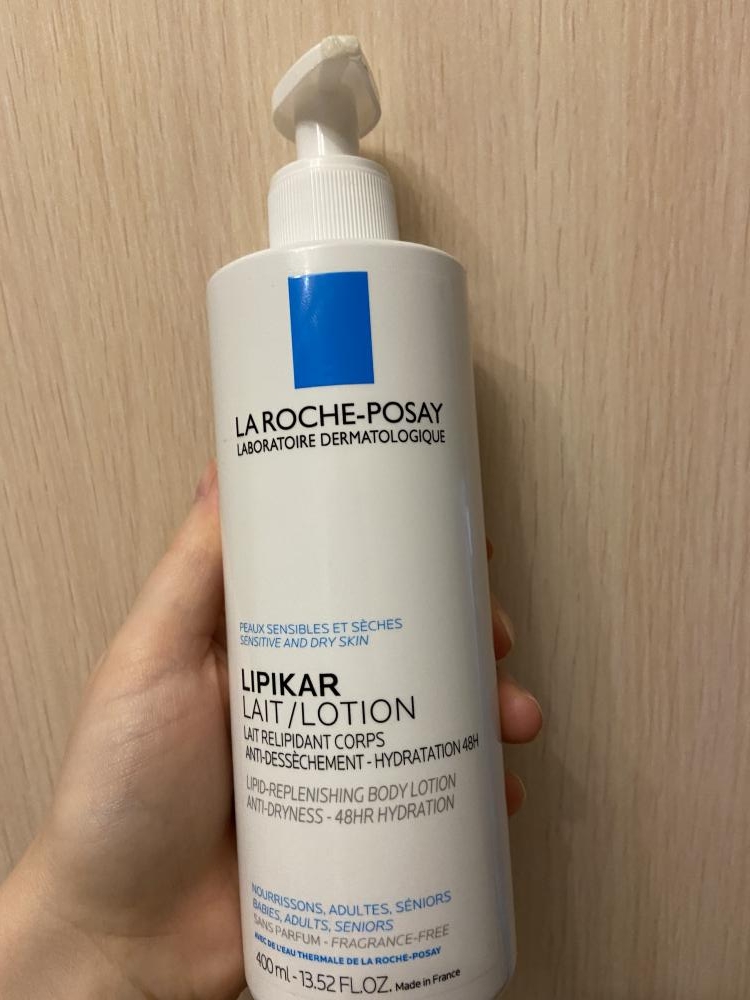 LA ROCHE-POSAY
LABORATOIRE DERMATOLOGIQUE
PEAUX SENSIBLES ET SÈCHES
SENSITIVE AND DRY SKIN
LIPIKAR
LAIT/LOTION
LAIT RELIPIDANT CORPS
ANTI-DESSÈCHEMENT - HYDRATATION 48H
LIPID-REPLENISHING BODY LOTION
ANTI-DRYNESS - 48HR HYDRATION
NOURRISSONS, ADULTES, SÉNIORS
BABIES, ADULTS, SENIORS
SANS PARFUM - FRAGRANCE-FREE
AVEC DE L'EAU THERMALE DE LA ROCHE-POSAY
400 ml - 13.52 FL.OZ. Made in France